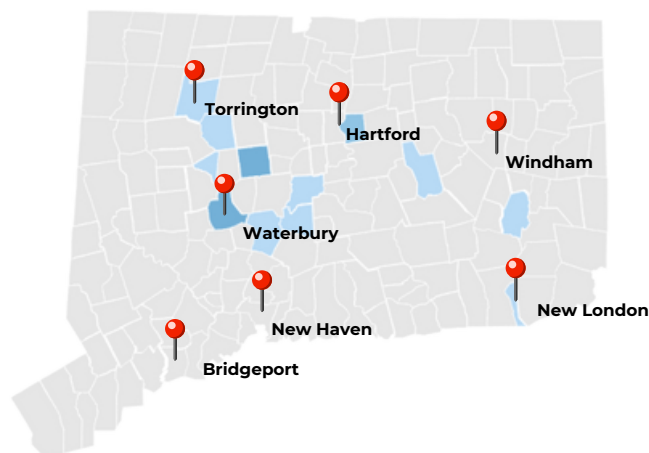 Torrington
Hartford
Windham
Waterbury
New London
New Haven
Bridgeport